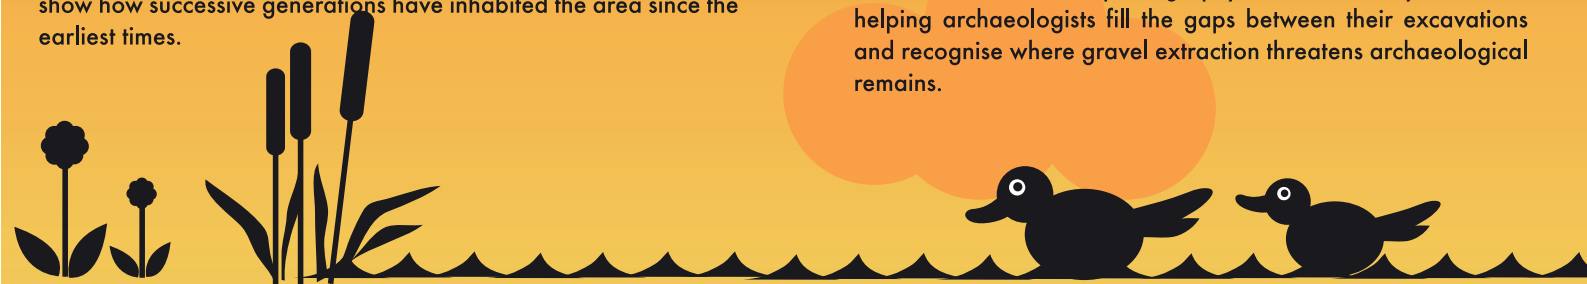 show how successive generations have inhabited the area since the
earliest times.
helping archaeologists fill the gaps between their excavations
and recognise where gravel extraction threatens archaeological
remains.